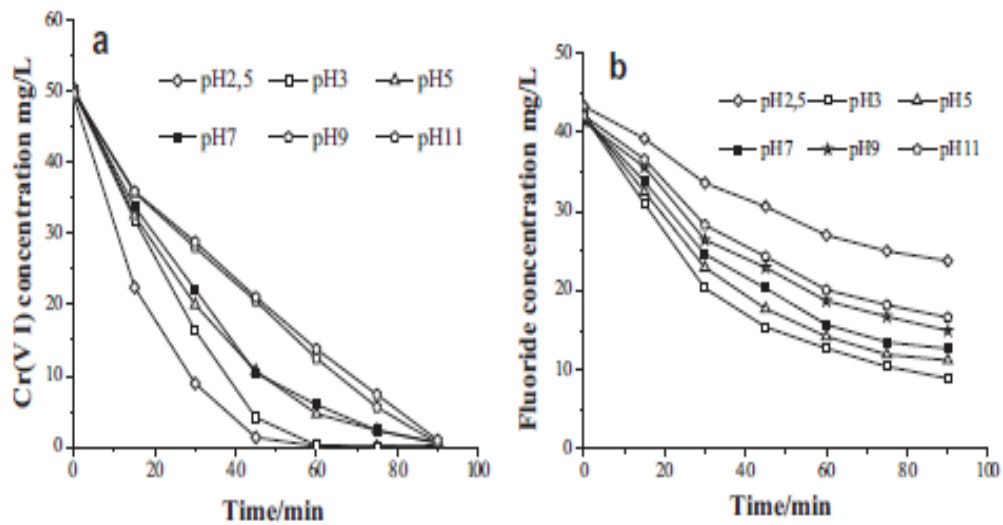 a
Cr(V I) concentration mg/L
60
50
40
30
20
10
0
pH2,5 pH3 pH5
pH7 pH9 pH11
0 20 40 60 80 100
Time/min
b
Fluoride concentration mg/L
50
40
30
20
10
0
pH2,5 pH3 pH5
pH7 pH9 pH11
0 20 40 60 80 100
Time/min